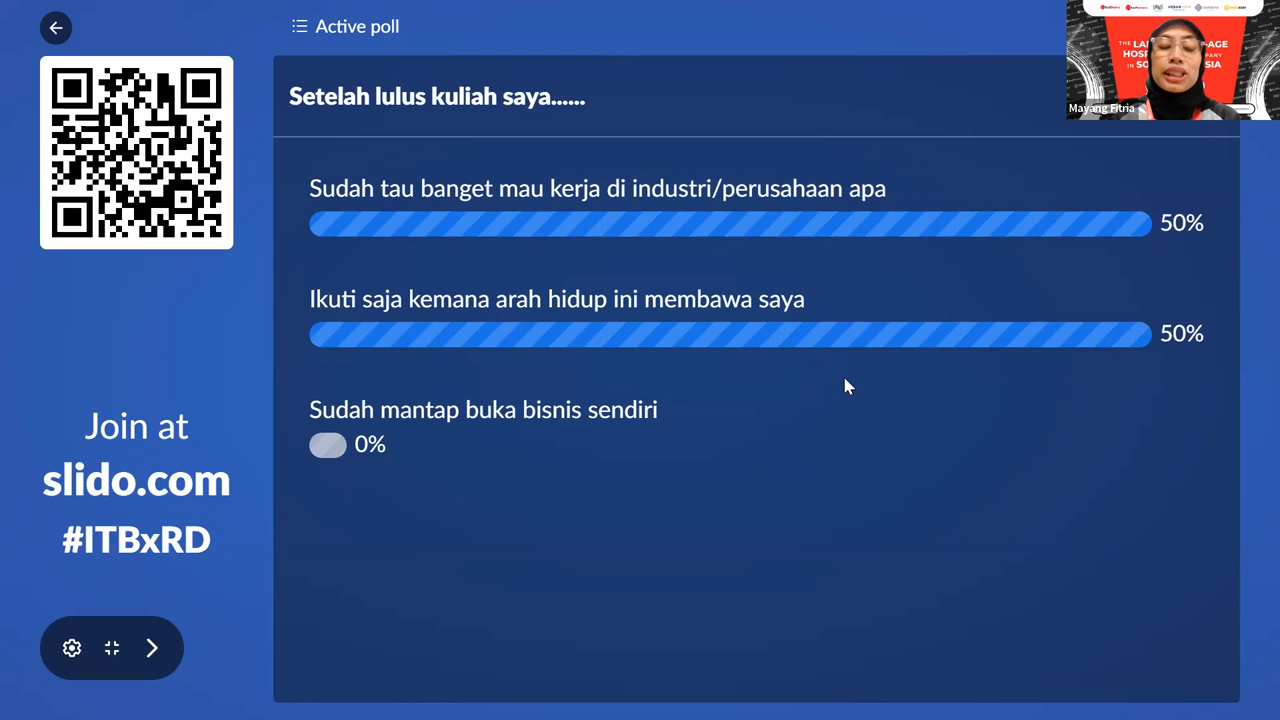 Active poll
Setelah lulus kuliah saya......
Sudah tau banget mau kerja di industri/perusahaan apa
50%
Ikuti saja kemana arah hidup ini membawa saya
50%
Sudah mantap buka bisnis sendiri
0%
Join at
slido.com
#ITBxRD
Mayang Fitria